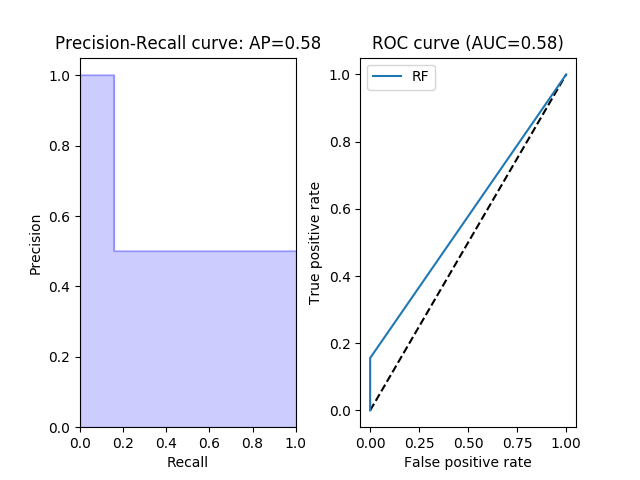 Precision-Recall curve: AP=0.58
1.0
0.8
0.6
0.4
0.2
0.0
Precision
0.0 0.2 0.4 0.6 0.8 1.0
Recall
ROC curve (AUC=0.58)
RF
1.0
0.8
0.6
0.4
0.2
0.0
True positive rate
0.00 0.25 0.50 0.75 1.00
False positive rate